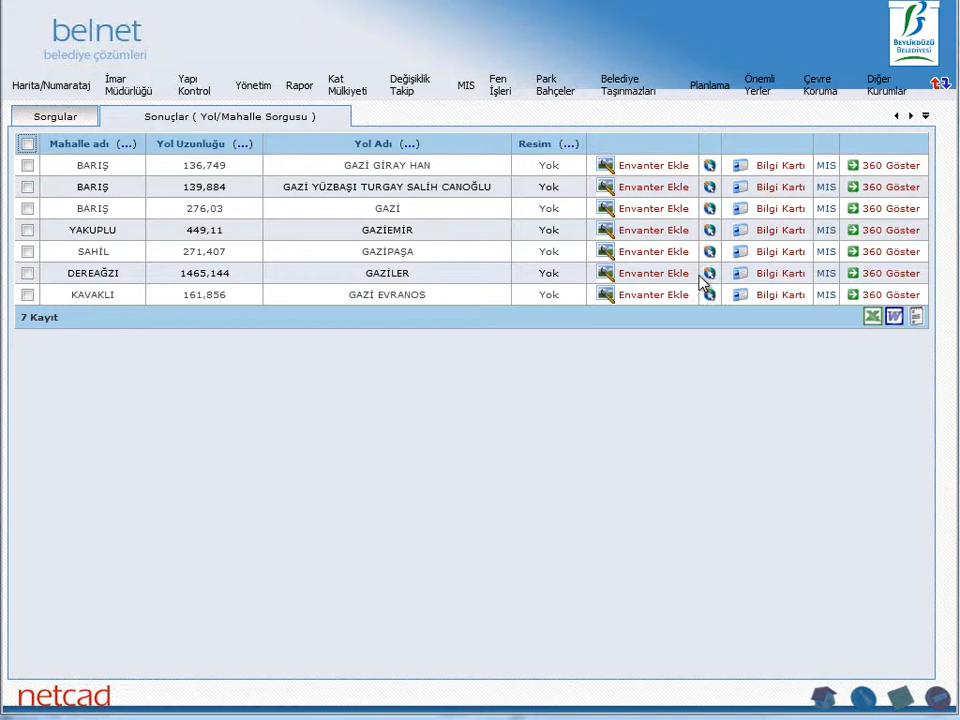 belnet
belediye çözümleri
BEYLİKDÜZÜ
BELEDİYESİ
Harita/Numarataj İmar Müdürlüğü Yapı Kontrol Yönetim Rapor Kat Mülkiyeti Değişiklik Takip MIS Fen İşleri Park Bahçeler Belediye Taşınmazları Planlama Önemli Yerler Çevre Koruma Diğer Kurumlar
Sorgular Sonuçlar ( Yol/Mahalle Sorgusu )
Mahalle adı (...) Yol Uzunluğu (...) Yol Adı (...) Resim (...)
BARIŞ 136,749 GAZİ GİRAY HAN Yok Envanter Ekle Bilgi Kartı MIS 360 Göster
BARIŞ 139,884 GAZİ YÜZBAŞI TURGAY SALİH CANOĞLU Yok Envanter Ekle Bilgi Kartı MIS 360 Göster
BARIŞ 276,03 GAZİ Yok Envanter Ekle Bilgi Kartı MIS 360 Göster
YAKUPLU 449,11 GAZİEMİR Yok Envanter Ekle Bilgi Kartı MIS 360 Göster
SAHİL 271,407 GAZİPAŞA Yok Envanter Ekle Bilgi Kartı MIS 360 Göster
DEREAĞZI 1465,144 GAZİLER Yok Envanter Ekle Bilgi Kartı MIS 360 Göster
KAVAKLI 161,856 GAZİ EVRANOS Yok Envanter Ekle Bilgi Kartı MIS 360 Göster
7 Kayıt
netcad